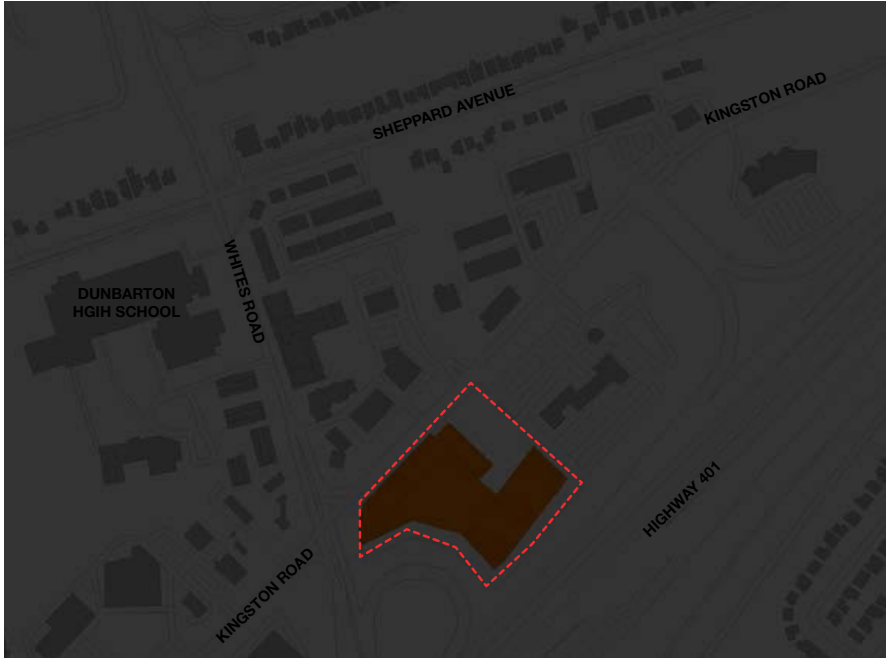 SHEPPARD AVENUE
KINGSTON ROAD
WHITES ROAD
DUNBARTON
HGIH SCHOOL
HIGHWAY 401
KINGSTON ROAD